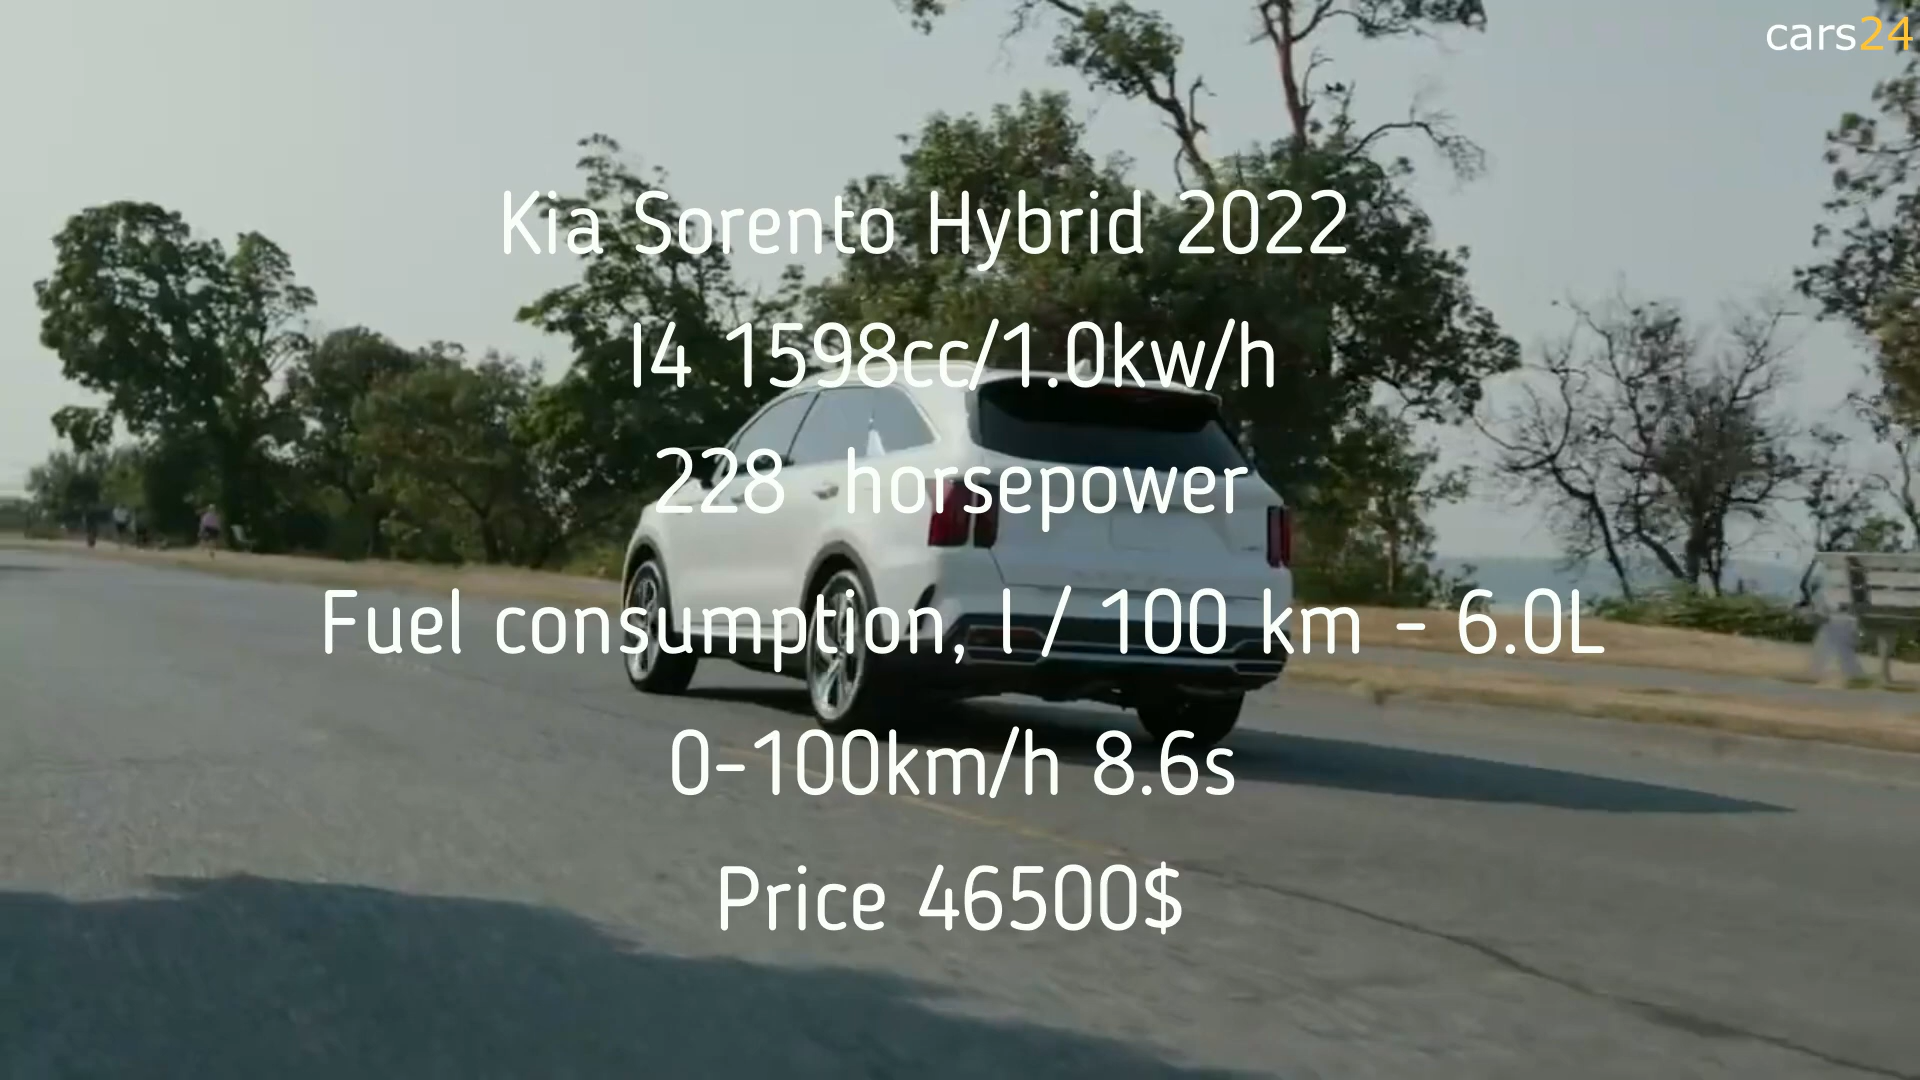 cars24
Kia Sorento Hybrid 2022
I4 1598cc/1.0kw/h
228 horsepower
Fuel consumption, l / 100 km - 6.0L
0-100km/h 8.6s
Price 46500$